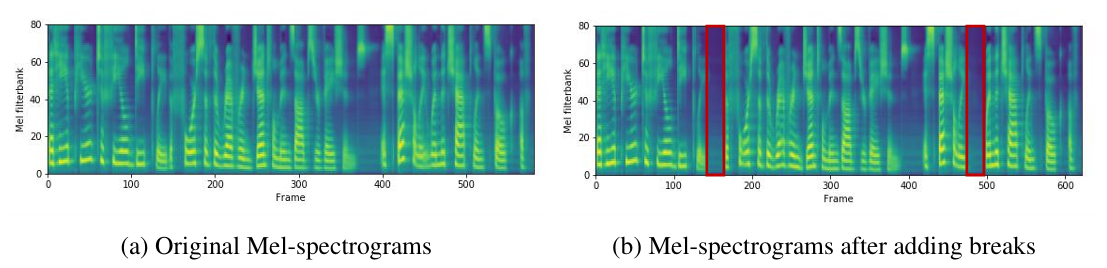 80
60
40
20
0
Mel filterbank
0 100 200 300 400 500
Frame
(a) Original Mel-spectrograms
80
60
40
20
0
Mel filterbank
0 100 200 300 400 500 600
Frame
(b) Mel-spectrograms after adding breaks